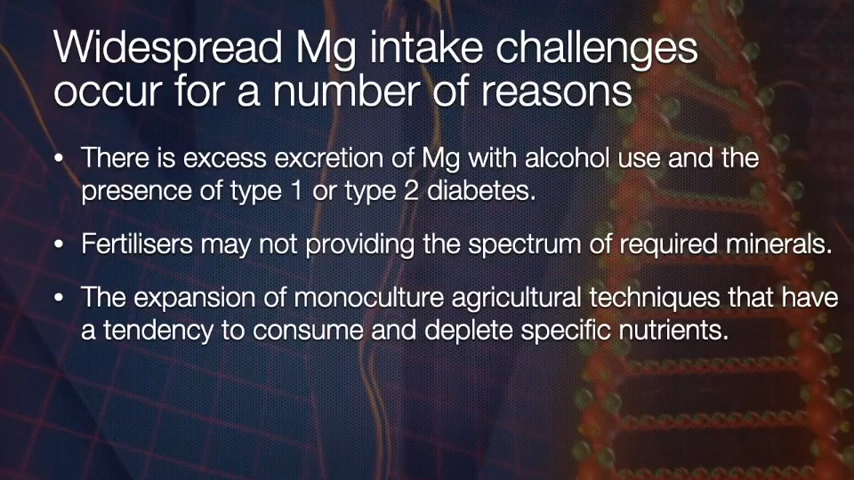 Widespread Mg intake challenges
occur for a number of reasons
• There is excess excretion of Mg with alcohol use and the
presence of type 1 or type 2 diabetes.
• Fertilisers may not providing the spectrum of required minerals.
• The expansion of monoculture agricultural techniques that have
a tendency to consume and deplete specific nutrients.